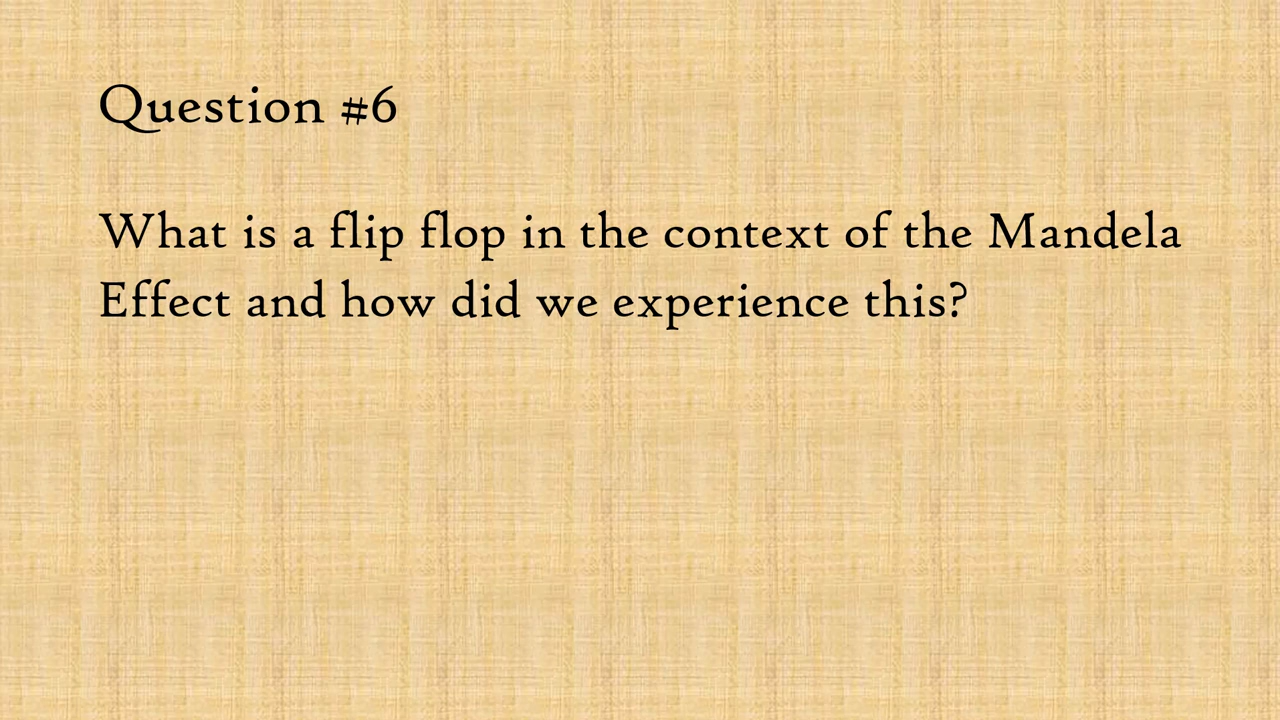 Question #6
What is a flip flop in the context of the Mandela
Effect and how did we experience this?